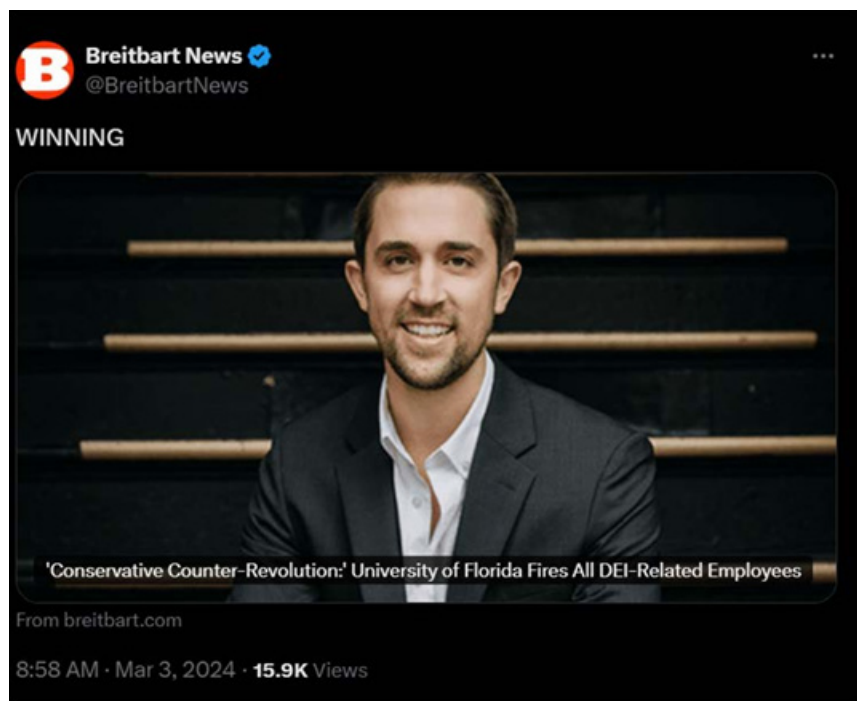 B
Breitbart News
@BreitbartNews
WINNING
'Conservative Counter-Revolution:' University of Florida Fires All DEI-Related Employees
From breitbart.com
8:58 AM · Mar 3, 2024 · 15.9K Views